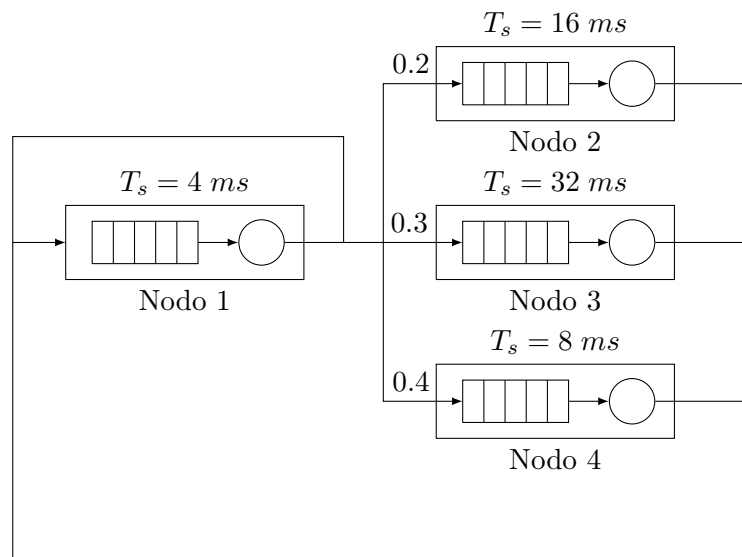 T_s = 16 ms
0.2
Nodo 2
T_s = 4 ms
Nodo 1
T_s = 32 ms
0.3
Nodo 3
T_s = 8 ms
0.4
Nodo 4